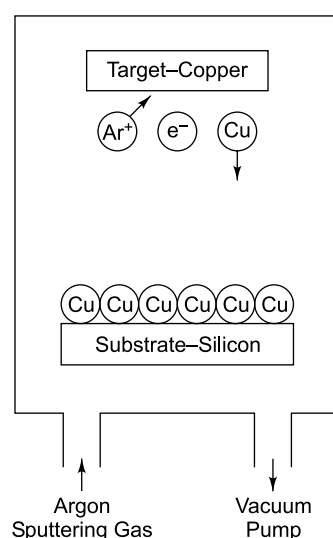 Target–Copper
Ar⁺ e⁻ Cu
Cu Cu Cu Cu Cu Cu
Substrate–Silicon
Argon
Sputtering Gas
Vacuum
Pump